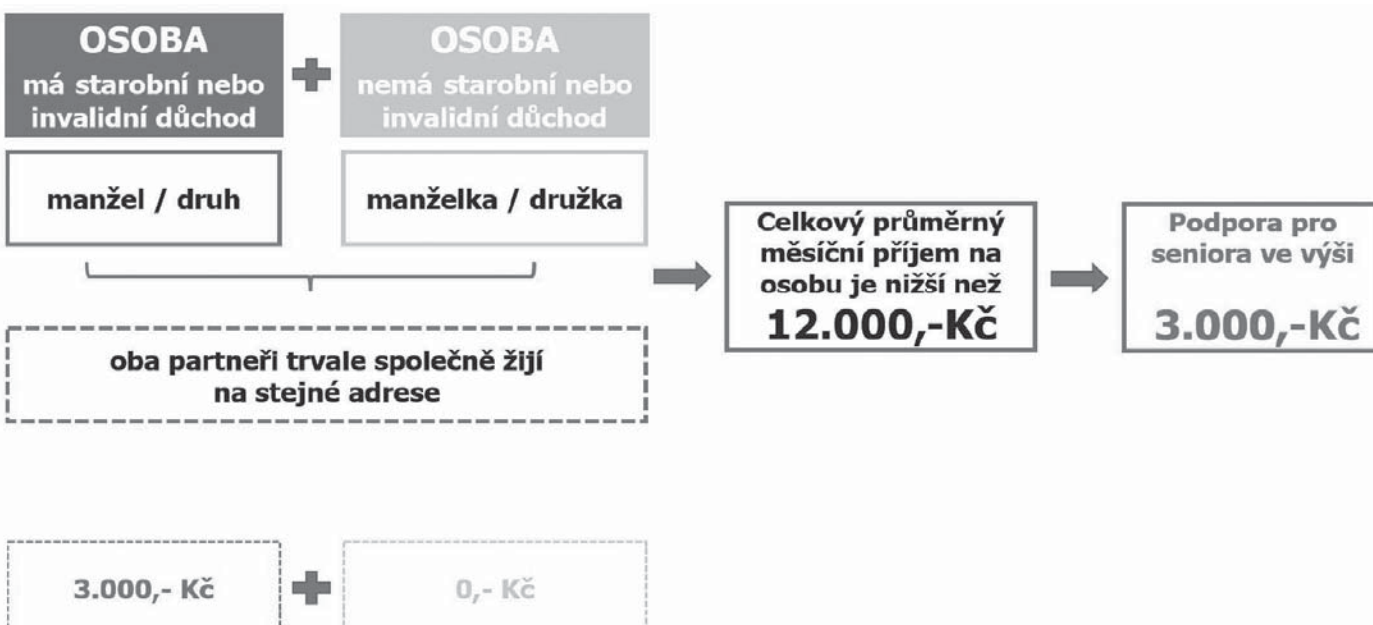 OSOBA
má starobní nebo
invalidní důchod
OSOBA
nemá starobní nebo
invalidní důchod
manžel / druh
manželka / družka
oba partneři trvale společně žijí
na stejné adrese
Celkový průměrný
měsíční příjem na
osobu je nižší než
12.000,-Kč
Podpora pro
seniora ve výši
3.000,-Kč
3.000,- Kč
0,- Kč